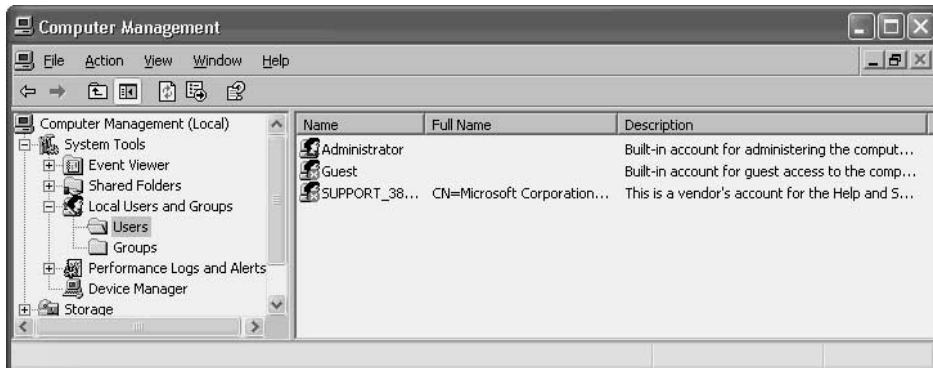 Computer Management
File Action View Window Help
Computer Management (Local)
System Tools
Event Viewer
Shared Folders
Local Users and Groups
Users
Groups
Performance Logs and Alerts
Device Manager
Storage
Name Full Name Description
Administrator Built-in account for administering the comput...
Guest Built-in account for guest access to the comp...
SUPPORT_38... CN=Microsoft Corporation... This is a vendor's account for the Help and S...